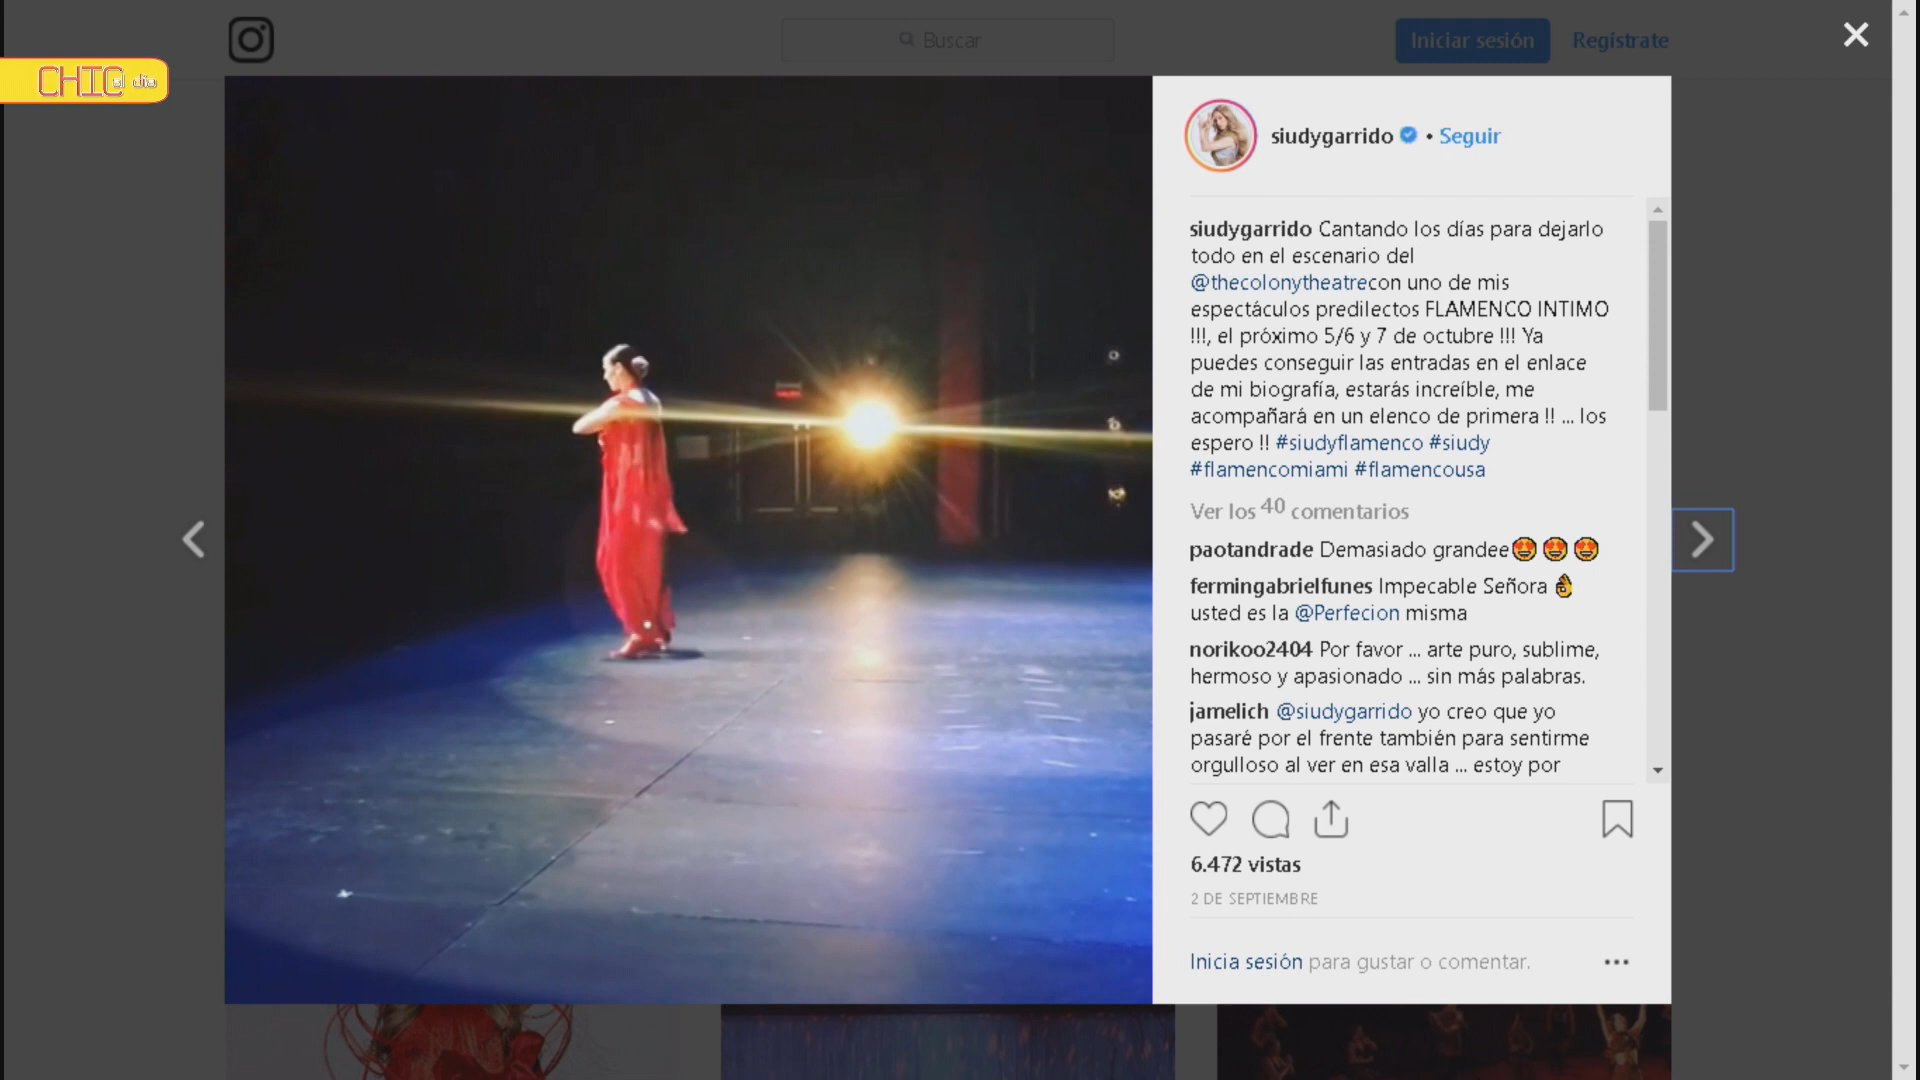 Buscar
Iniciar sesión
Regístrate
CHIC al día
siudygarrido • Seguir
siudygarrido Cantando los días para dejarlo
todo en el escenario del
@thecolonytheatrecon uno de mis
espectáculos predilectos FLAMENCO INTIMO
!!!, el próximo 5/6 y 7 de octubre !!! Ya
puedes conseguir las entradas en el enlace
de mi biografía, estarás increíble, me
acompañará en un elenco de primera !! ... los
espero !! #siudyflamenco #siudy
#flamencomiami #flamencousa
Ver los 40 comentarios
paotandrade Demasiado grandee😍😍😍
fermingabrielfunes Impecable Señora 👌
usted es la @Perfecion misma
norikoo2404 Por favor ... arte puro, sublime,
hermoso y apasionado ... sin más palabras.
jamelich @siudygarrido yo creo que yo
pasaré por el frente también para sentirme
orgulloso al ver en esa valla ... estoy por
6.472 vistas
2 DE SEPTIEMBRE
Inicia sesión para gustar o comentar.